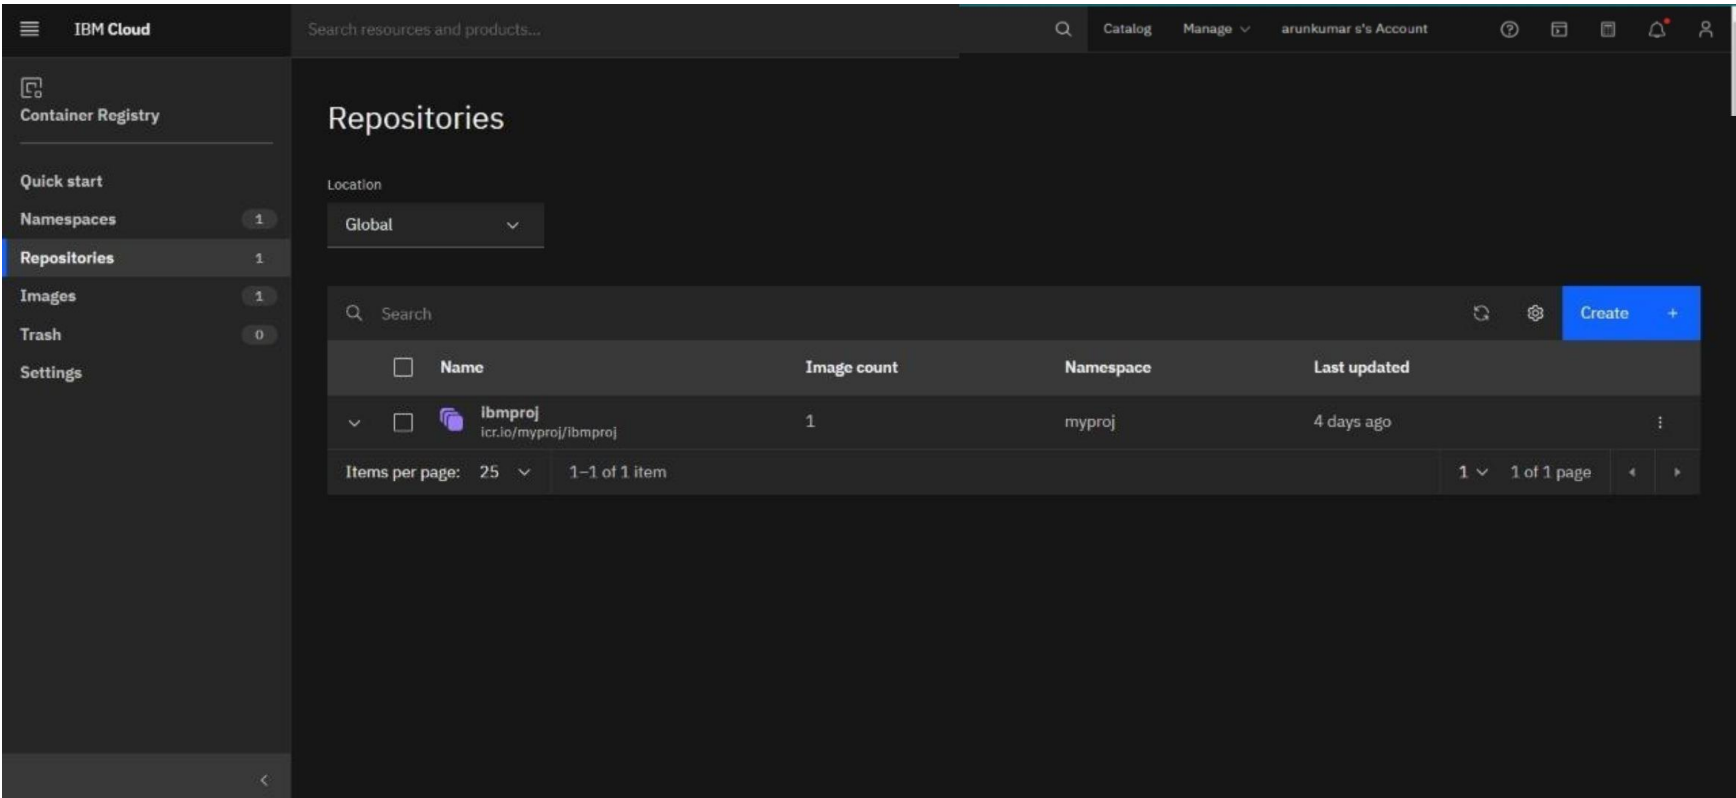 IBM Cloud
Search resources and products...
Catalog
Manage
arunkumar s's Account
Container Registry
Quick start
Namespaces 1
Repositories 1
Images 1
Trash 0
Settings
Repositories
Location
Global
Search
Create +
Name Image count Namespace Last updated
ibmproj 1 myproj 4 days ago
icr.io/myproj/ibmproj
Items per page: 25 1–1 of 1 item 1 1 of 1 page